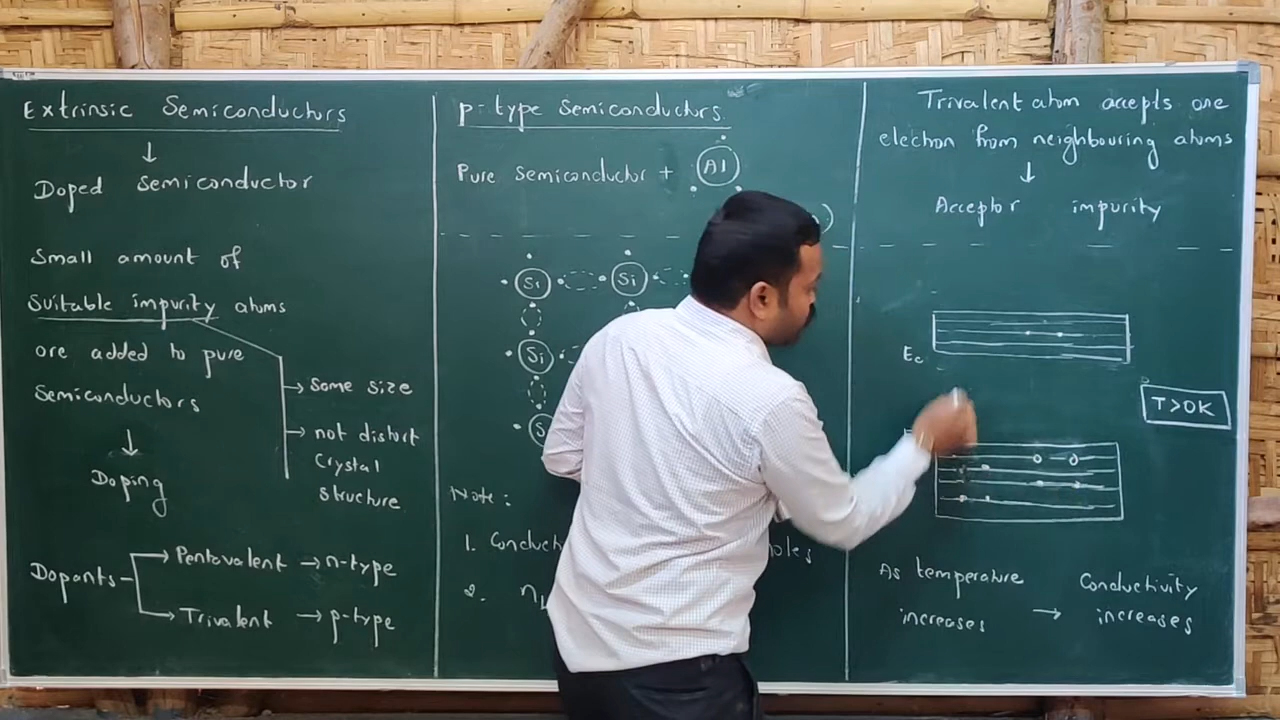 Extrinsic Semiconductors
↓
Doped Semiconductor
Small amount of
Suitable impurity atoms
are added to pure
Semiconductors
→ Same size
→ not distort
Crystal
structure
↓
Doping
Dopants
→ Pentavalent → n-type
→ Trivalent → p-type
p-type Semiconductors
Pure semiconductor + Al
Si Si
Si
S
Note:
1. Conduct holes
2. n
Trivalent atom accepts one
electron from neighbouring atoms
↓
Acceptor impurity
Ec
T>0K
As temperature increases → Conductivity increases